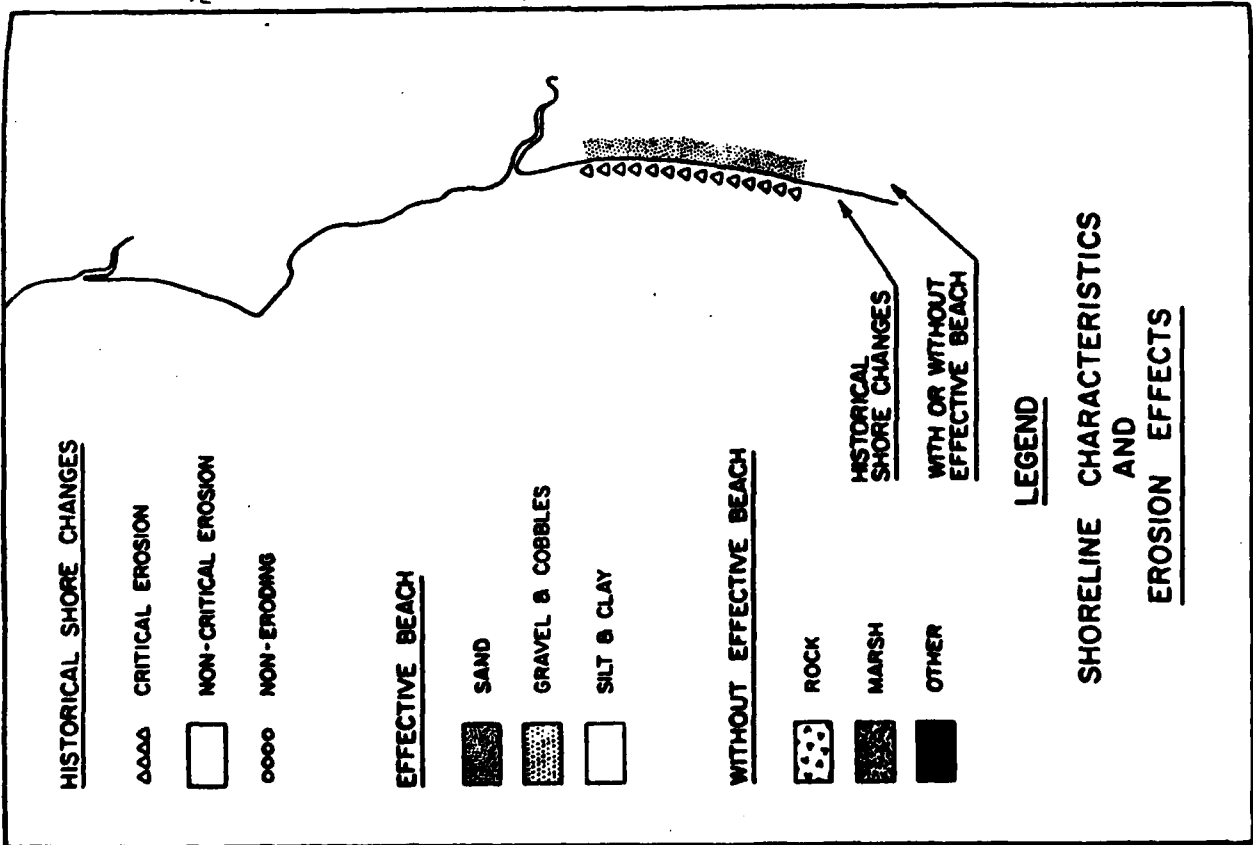 HISTORICAL SHORE CHANGES
CRITICAL EROSION
NON-CRITICAL EROSION
NON-ERODING
EFFECTIVE BEACH
SAND
GRAVEL & COBBLES
SILT & CLAY
WITHOUT EFFECTIVE BEACH
ROCK
MARSH
OTHER
HISTORICAL
SHORE CHANGES
WITH OR WITHOUT
EFFECTIVE BEACH
LEGEND
SHORELINE CHARACTERISTICS
AND
EROSION EFFECTS